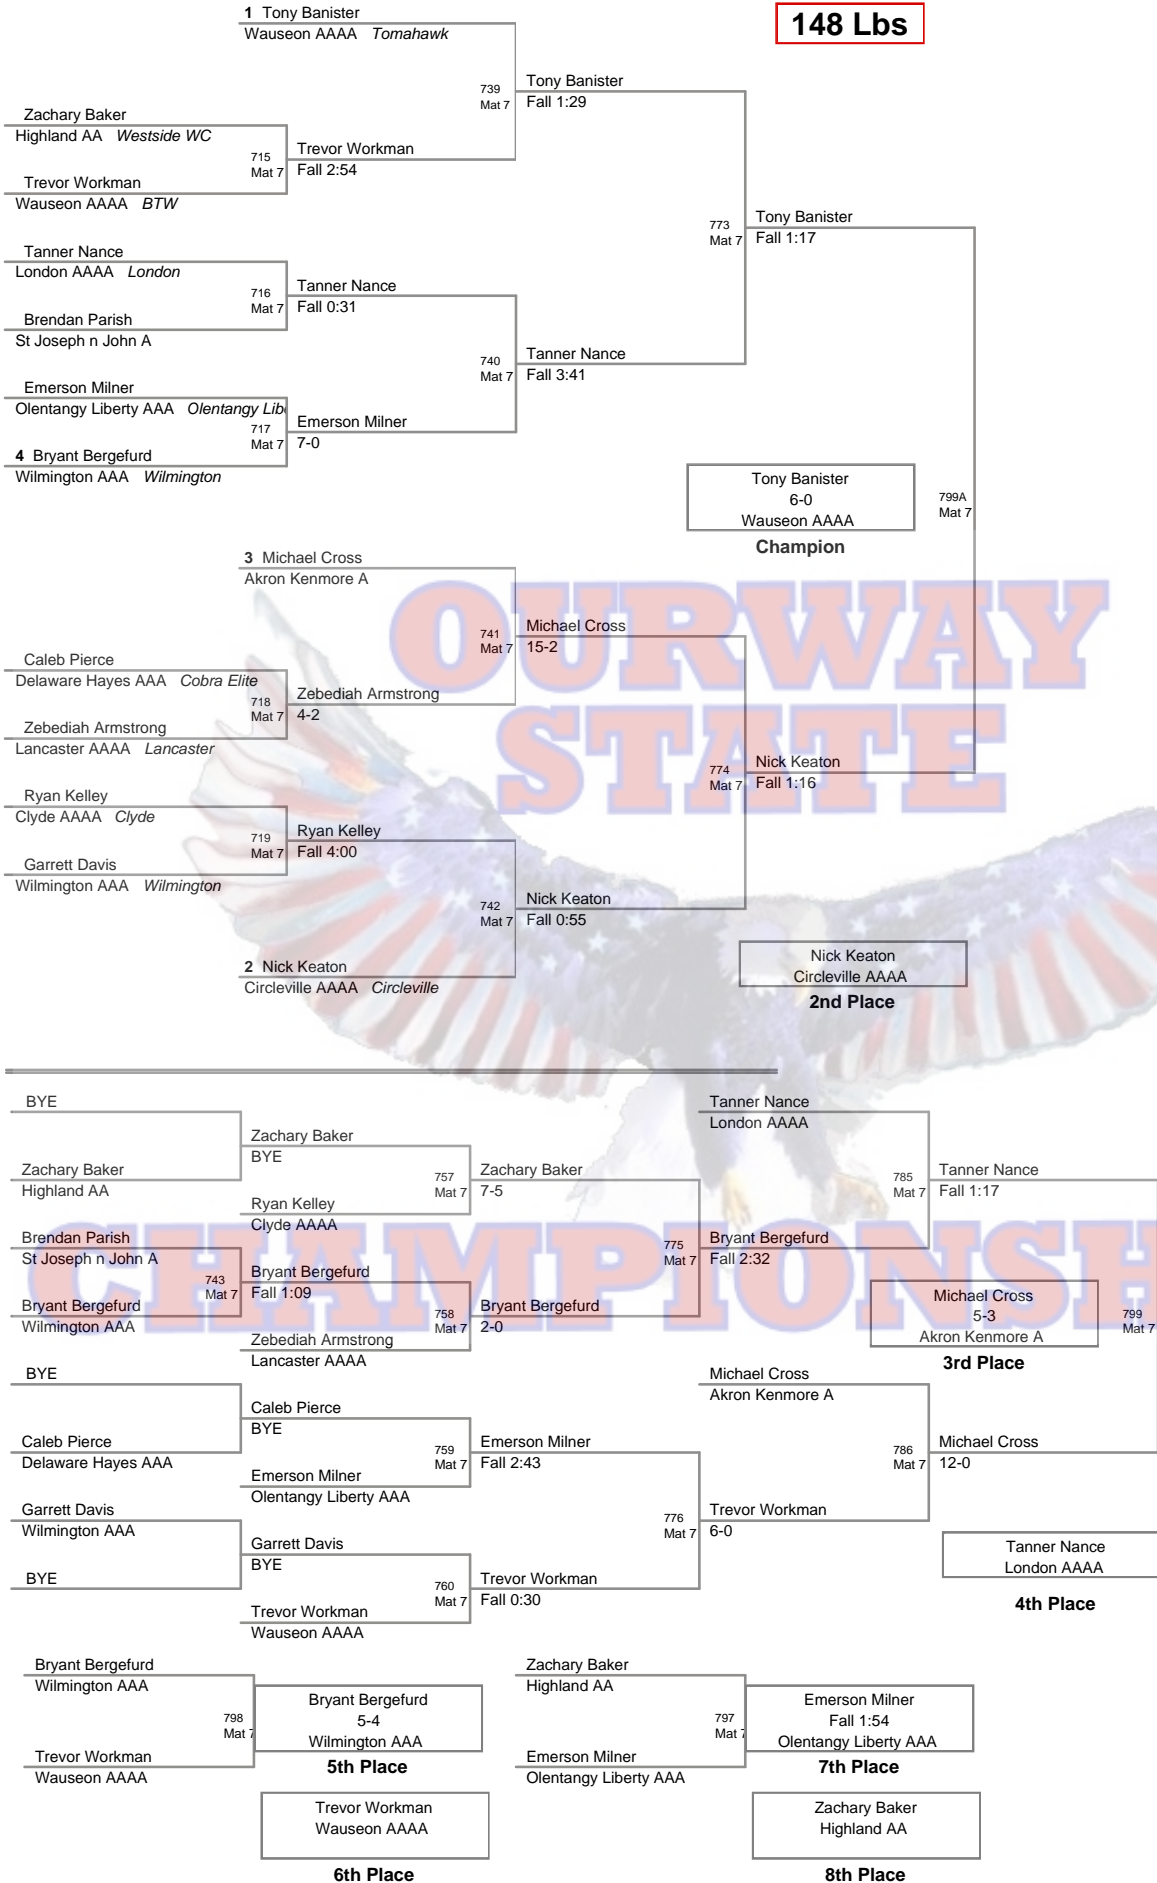 148 Lbs
1 Tony Banister
Wauseon AAAA Tomahawk
739
Mat 7
Tony Banister
Fall 1:29
Zachary Baker
Highland AA Westside WC
715
Mat 7
Trevor Workman
Fall 2:54
Trevor Workman
Wauseon AAAA BTW
773
Mat 7
Tony Banister
Fall 1:17
Tanner Nance
London AAAA London
716
Mat 7
Tanner Nance
Fall 0:31
Brendan Parish
St Joseph n John A
740
Mat 7
Tanner Nance
Fall 3:41
Emerson Milner
Olentangy Liberty AAA Olentangy Lib
717
Mat 7
Emerson Milner
7-0
4 Bryant Bergefurd
Wilmington AAA Wilmington
Tony Banister
6-0
Wauseon AAAA
Champion
799A
Mat 7
3 Michael Cross
Akron Kenmore A
OURWAY
741
Mat 7
Michael Cross
15-2
Caleb Pierce
Delaware Hayes AAA Cobra Elite
718
Mat 7
Zebediah Armstrong
4-2
Zebediah Armstrong
Lancaster AAAA Lancaster
STATE
774
Mat 7
Nick Keaton
Fall 1:16
Ryan Kelley
Clyde AAAA Clyde
719
Mat 7
Ryan Kelley
Fall 4:00
Garrett Davis
Wilmington AAA Wilmington
742
Mat 7
Nick Keaton
Fall 0:55
2 Nick Keaton
Circleville AAAA Circleville
Nick Keaton
Circleville AAAA
2nd Place
BYE
Zachary Baker
BYE
Zachary Baker
Highland AA
757
Mat 7
Zachary Baker
7-5
Ryan Kelley
Clyde AAAA
Tanner Nance
London AAAA
785
Mat 7
Tanner Nance
Fall 1:17
CHAMPIONSH
Brendan Parish
St Joseph n John A
743
Mat 7
Bryant Bergefurd
Fall 1:09
Bryant Bergefurd
Wilmington AAA
758
Mat 7
Bryant Bergefurd
2-0
Zebediah Armstrong
Lancaster AAAA
775
Mat 7
Bryant Bergefurd
Fall 2:32
Michael Cross
5-3
Akron Kenmore A
3rd Place
799
Mat 7
BYE
Caleb Pierce
BYE
Caleb Pierce
Delaware Hayes AAA
759
Mat 7
Emerson Milner
Fall 2:43
Emerson Milner
Olentangy Liberty AAA
Michael Cross
Akron Kenmore A
786
Mat 7
Michael Cross
12-0
Garrett Davis
Wilmington AAA
Garrett Davis
BYE
BYE
760
Mat 7
Trevor Workman
Fall 0:30
Trevor Workman
Wauseon AAAA
776
Mat 7
Trevor Workman
6-0
Tanner Nance
London AAAA
4th Place
Bryant Bergefurd
Wilmington AAA
798
Mat 7
Trevor Workman
Wauseon AAAA
Bryant Bergefurd
5-4
Wilmington AAA
5th Place
Trevor Workman
Wauseon AAAA
6th Place
Zachary Baker
Highland AA
797
Mat 7
Emerson Milner
Olentangy Liberty AAA
Emerson Milner
Fall 1:54
Olentangy Liberty AAA
7th Place
Zachary Baker
Highland AA
8th Place